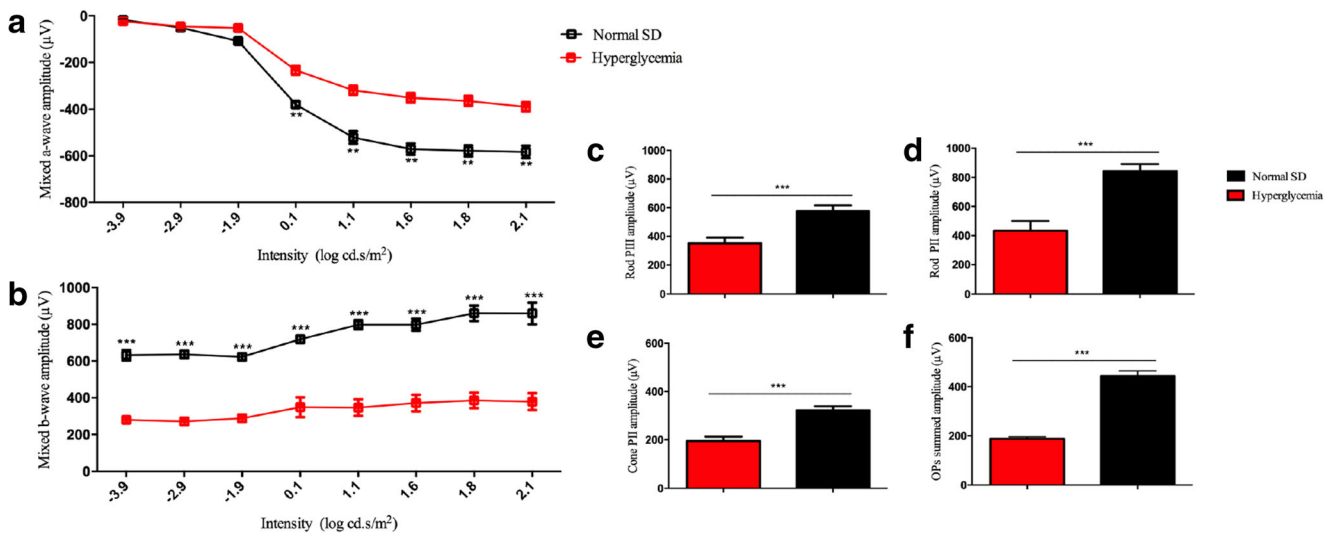 a
Mixed a-wave amplitude (μV)
0
-200
-400
-600
-800
** ** ** ** **
-3.9 -2.9 -1.9 0.1 1.1 1.6 1.8 2.1
Intensity (log cd.s/m²)
Normal SD
Hyperglycemia
b
Mixed b-wave amplitude (μV)
1000
800
600
400
200
0
*** *** *** *** *** *** *** ***
-3.9 -2.9 -1.9 0.1 1.1 1.6 1.8 2.1
Intensity (log cd.s/m²)
c
Rod PIII amplitude (μV)
1000
800
600
400
200
0
***
d
Rod PII amplitude (μV)
1000
800
600
400
200
0
***
Normal SD
Hyperglycemia
e
Cone PII amplitude (μV)
600
400
200
0
***
f
OPs summed amplitude (μV)
600
400
200
0
***